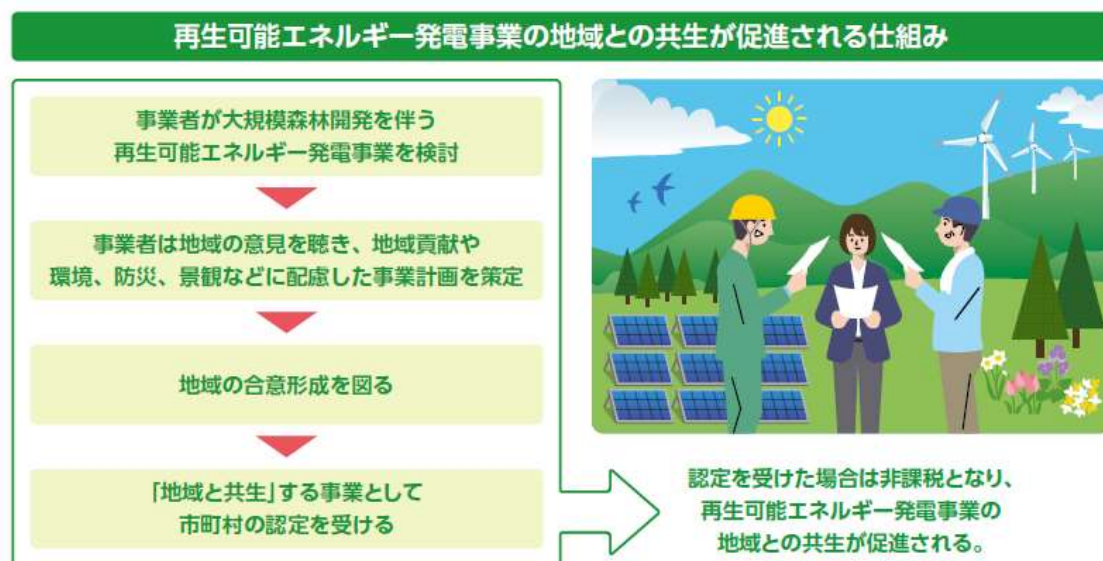 再生可能エネルギー発電事業の地域との共生が促進される仕組み
事業者が大規模森林開発を伴う
再生可能エネルギー発電事業を検討
事業者は地域の意見を聴き、地域貢献や
環境、防災、景観などに配慮した事業計画を策定
地域の合意形成を図る
「地域と共生」する事業として
市町村の認定を受ける
認定を受けた場合は非課税となり、
再生可能エネルギー発電事業の
地域との共生が促進される。